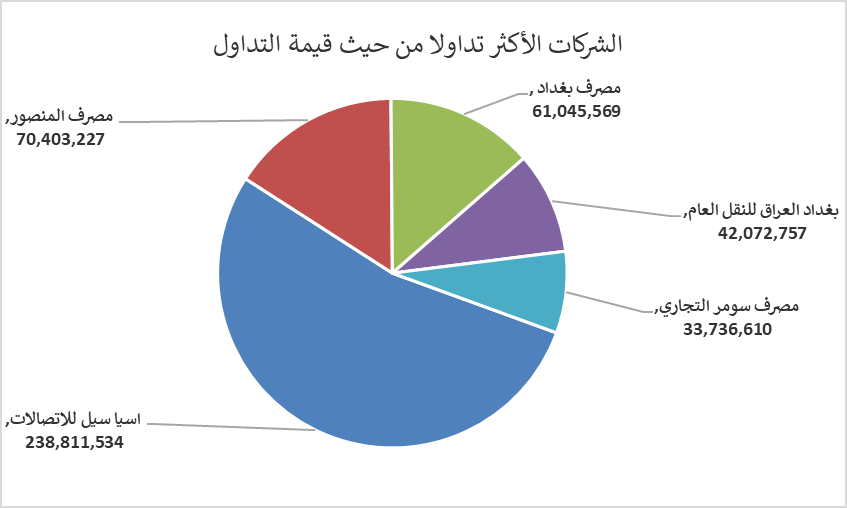 الشركات الأكثر تداولا من حيث قيمة التداول
مصرف بغداد ,
61,045,569
بغداد العراق للنقل العام,
42,072,757
مصرف سومر التجاري,
33,736,610
اسيا سيل للاتصالات,
238,811,534
مصرف المنصور,
70,403,227